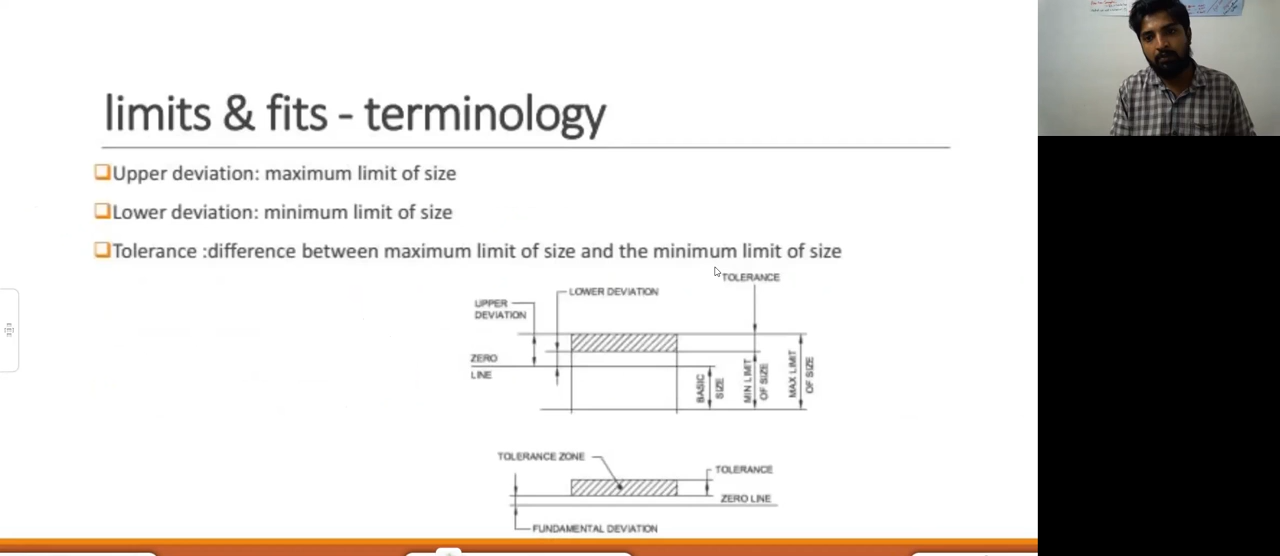 limits & fits - terminology
Upper deviation: maximum limit of size
Lower deviation: minimum limit of size
Tolerance :difference between maximum limit of size and the minimum limit of size
TOLERANCE
LOWER DEVIATION
UPPER
DEVIATION
ZERO
LINE
BASIC
SIZE
MIN LIMIT
OF SIZE
MAX LIMIT
OF SIZE
TOLERANCE ZONE
TOLERANCE
ZERO LINE
FUNDAMENTAL DEVIATION